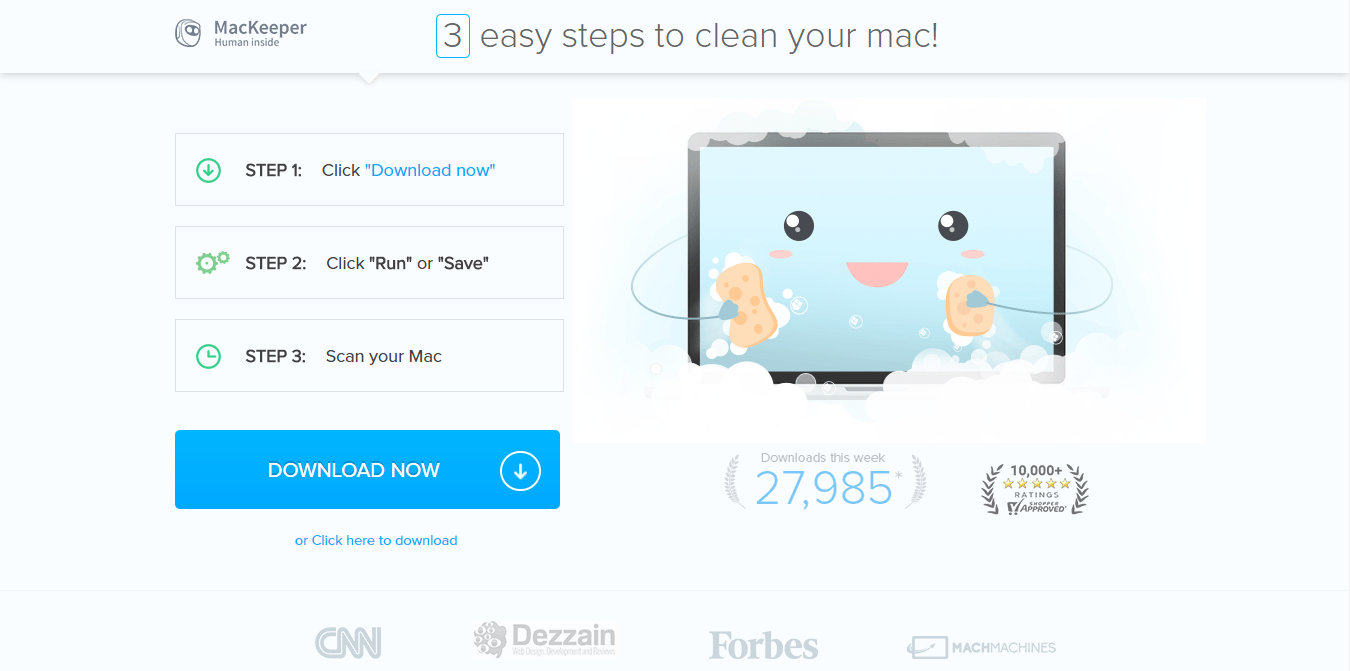 MacKeeper
Human inside
3 easy steps to clean your mac!
STEP 1: Click "Download now"
STEP 2: Click "Run" or "Save"
STEP 3: Scan your Mac
DOWNLOAD NOW
or Click here to download
Downloads this week
27,985*
10,000+
RATINGS
SHOPPER
APPROVED
CNN
Dezzain
Web Design, Development and Reviews
Forbes
MACHMACHINES